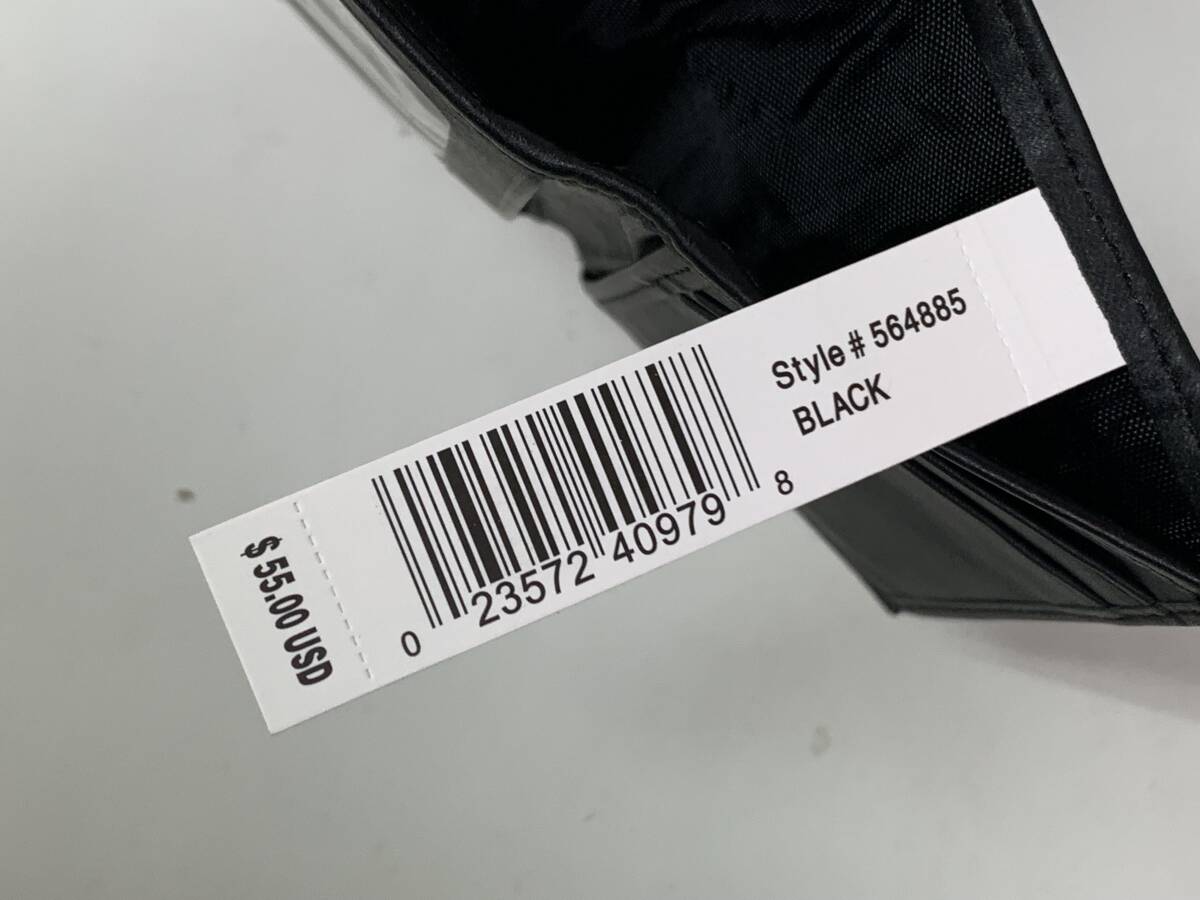 Style # 564885
BLACK
0 23572 40979 8
$ 55.00 USD